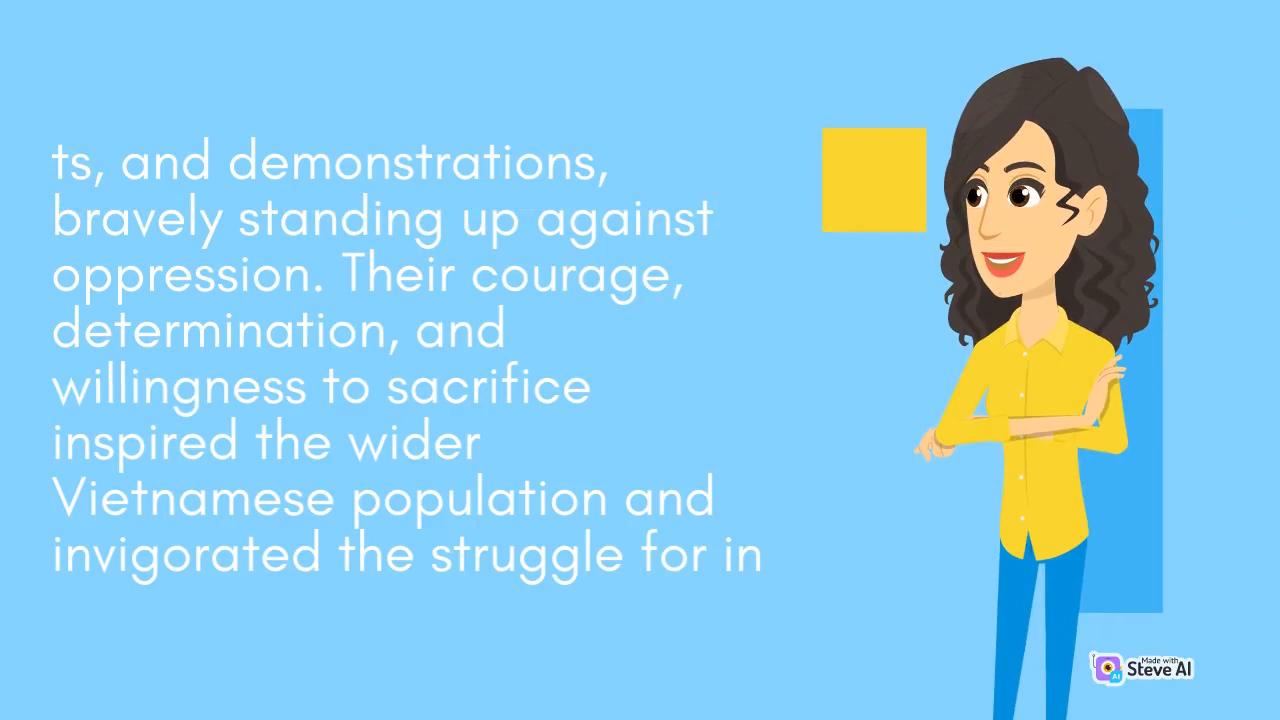 ts, and demonstrations,
bravely standing up against
oppression. Their courage,
determination, and
willingness to sacrifice
inspired the wider
Vietnamese population and
invigorated the struggle for in
Made with
Steve AI
AI